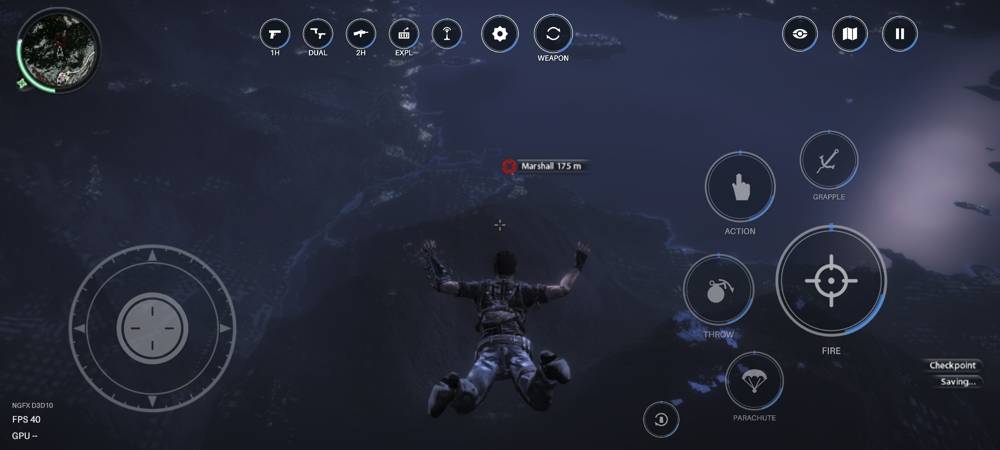 1H
DUAL
2H
EXPL
WEAPON
Marshall 175 m
GRAPPLE
ACTION
THROW
FIRE
Checkpoint
Saving...
PARACHUTE
NGFX D3D10
FPS 40
GPU --